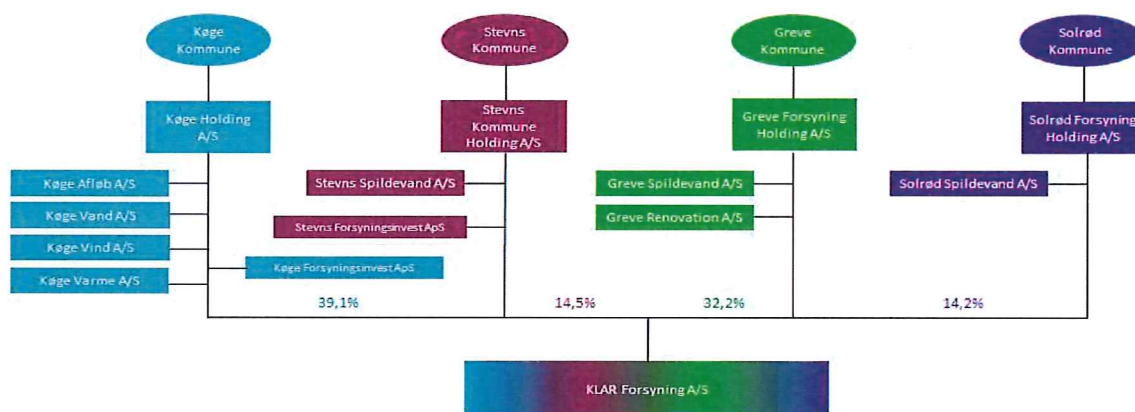 Køge
Kommune
Stevns
Kommune
Greve
Kommune
Solrød
Kommune
Køge Holding
A/S
Stevns
Kommune
Holding A/S
Greve Forsyning
Holding A/S
Solrød Forsyning
Holding A/S
Køge Afløb A/S
Stevns Spildevand A/S
Greve Spildevand A/S
Solrød Spildevand A/S
Køge Vand A/S
Stevns Forsyningsinvest ApS
Greve Renovation A/S
Køge Vind A/S
Køge Forsyningsinvest ApS
Køge Varme A/S
39,1%
14,5%
32,2%
14,2%
KLAR Forsyning A/S